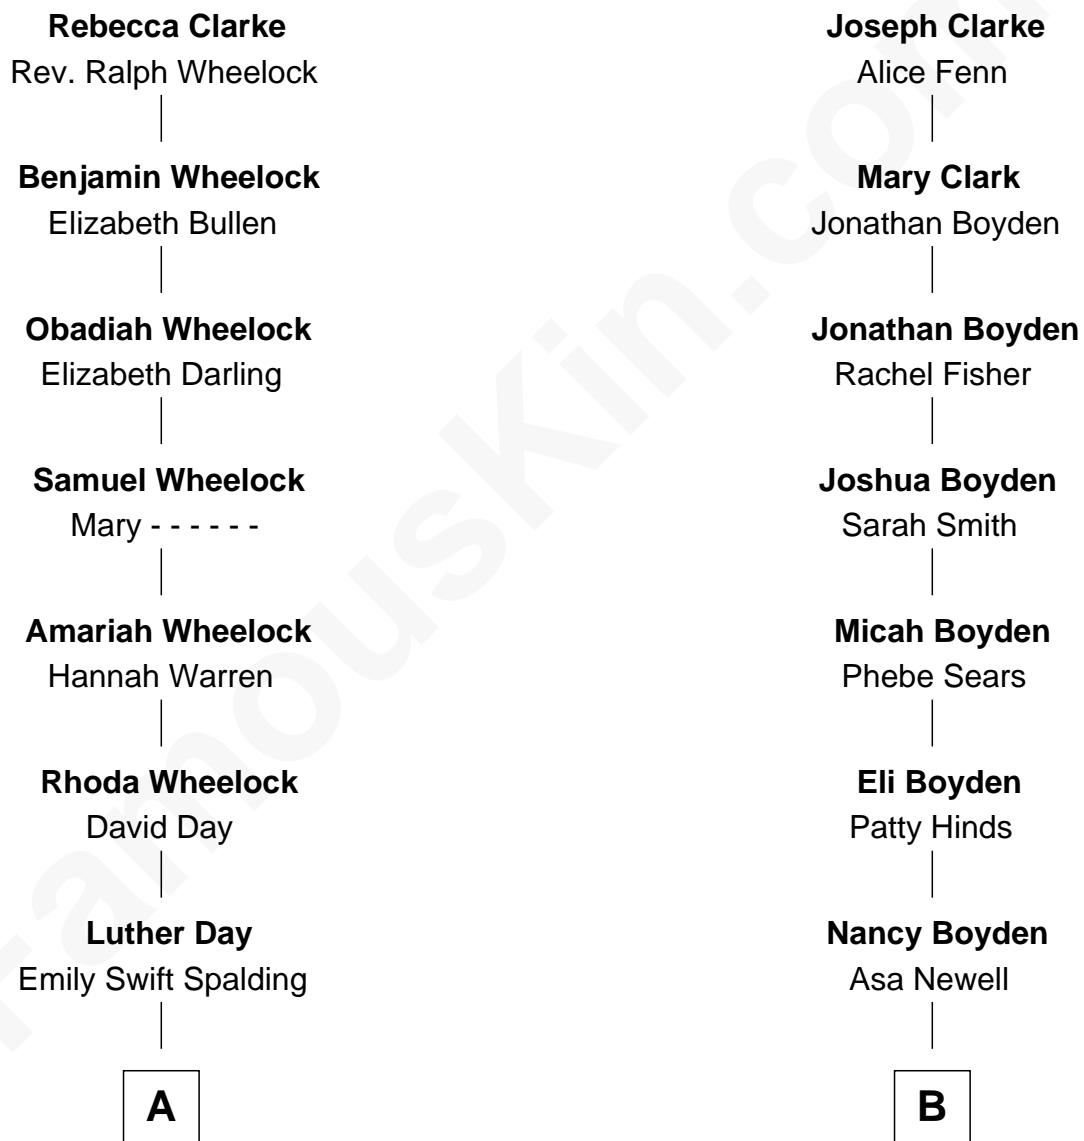 Rebecca Clarke
Rev. Ralph Wheelock
Benjamin Wheelock
Elizabeth Bullen
Obadiah Wheelock
Elizabeth Darling
Samuel Wheelock
Mary - - - - - -
Amariah Wheelock
Hannah Warren
Rhoda Wheelock
David Day
Luther Day
Emily Swift Spalding
A
Joseph Clarke
Alice Fenn
Mary Clark
Jonathan Boyden
Jonathan Boyden
Rachel Fisher
Joshua Boyden
Sarah Smith
Micah Boyden
Phebe Sears
Eli Boyden
Patty Hinds
Nancy Boyden
Asa Newell
B
FamousKin.com